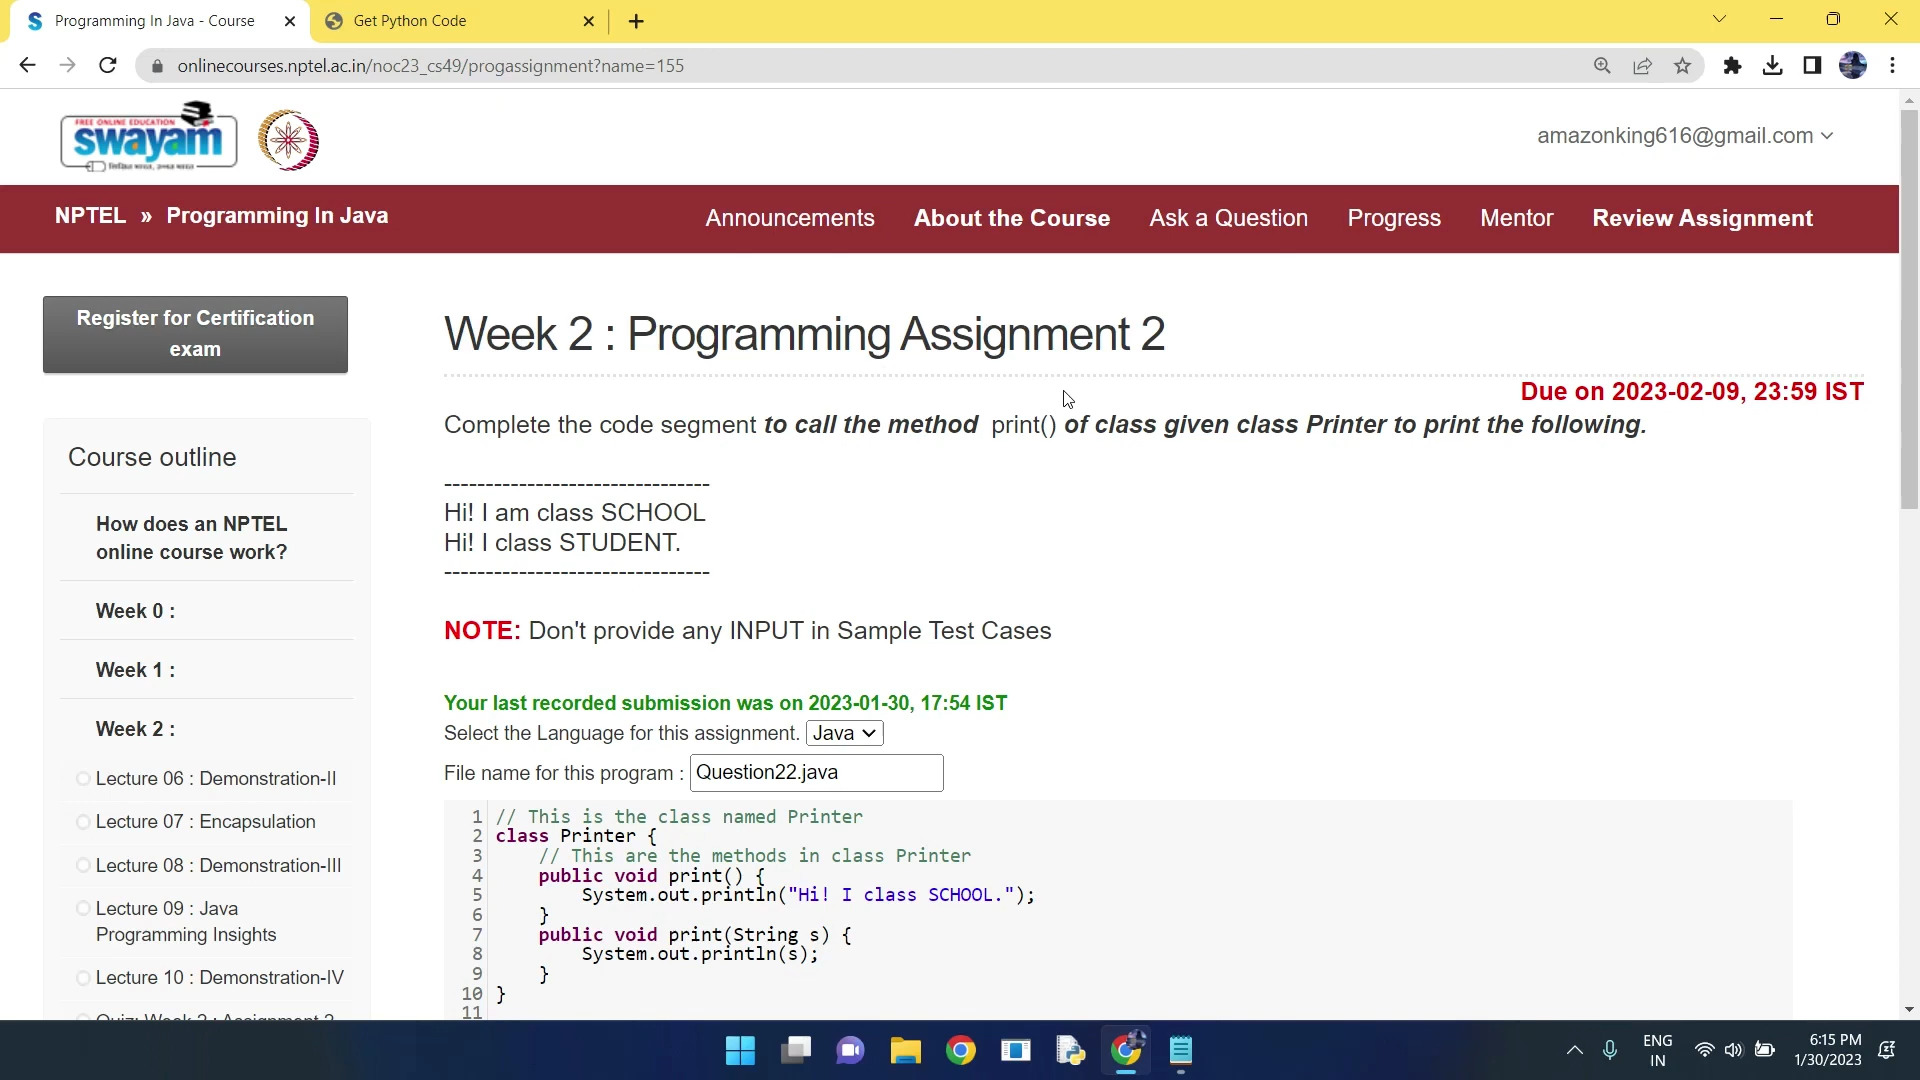 Programming In Java - Course
Get Python Code
onlinecourses.nptel.ac.in/noc23_cs49/progassignment?name=155
FREE ONLINE EDUCATION
swayam
amazonking616@gmail.com
NPTEL » Programming In Java
Announcements About the Course Ask a Question Progress Mentor Review Assignment
Register for Certification
exam
Course outline
How does an NPTEL
online course work?
Week 0 :
Week 1 :
Week 2 :
Lecture 06 : Demonstration-II
Lecture 07 : Encapsulation
Lecture 08 : Demonstration-III
Lecture 09 : Java
Programming Insights
Lecture 10 : Demonstration-IV
Quiz: Week 2 : Assignment 2
Week 2 : Programming Assignment 2
Due on 2023-02-09, 23:59 IST
Complete the code segment to call the method print() of class given class Printer to print the following.
--------------------------------
Hi! I am class SCHOOL
Hi! I class STUDENT.
--------------------------------
NOTE: Don't provide any INPUT in Sample Test Cases
Your last recorded submission was on 2023-01-30, 17:54 IST
Select the Language for this assignment. Java
File name for this program : Question22.java
1 // This is the class named Printer
2 class Printer {
3 // This are the methods in class Printer
4 public void print() {
5 System.out.println("Hi! I class SCHOOL.");
6 }
7 public void print(String s) {
8 System.out.println(s);
9 }
10 }
11
ENG
IN
6:15 PM
1/30/2023